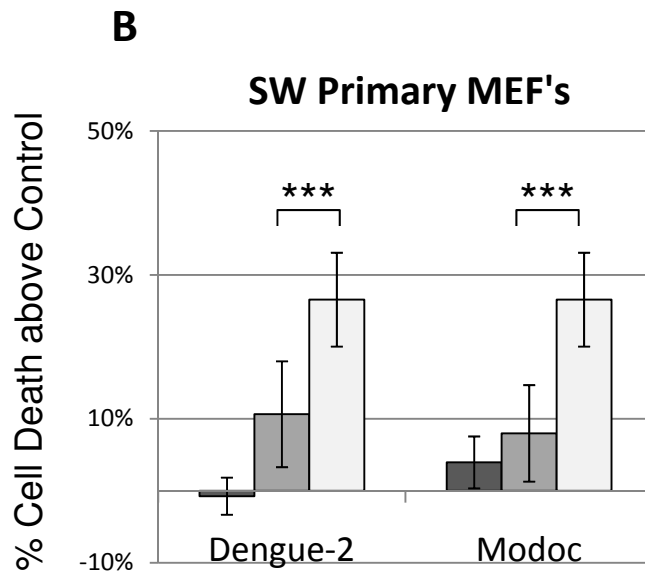 B
SW Primary MEF's
% Cell Death above Control
50%
30%
10%
-10%
***
***
Dengue-2
Modoc